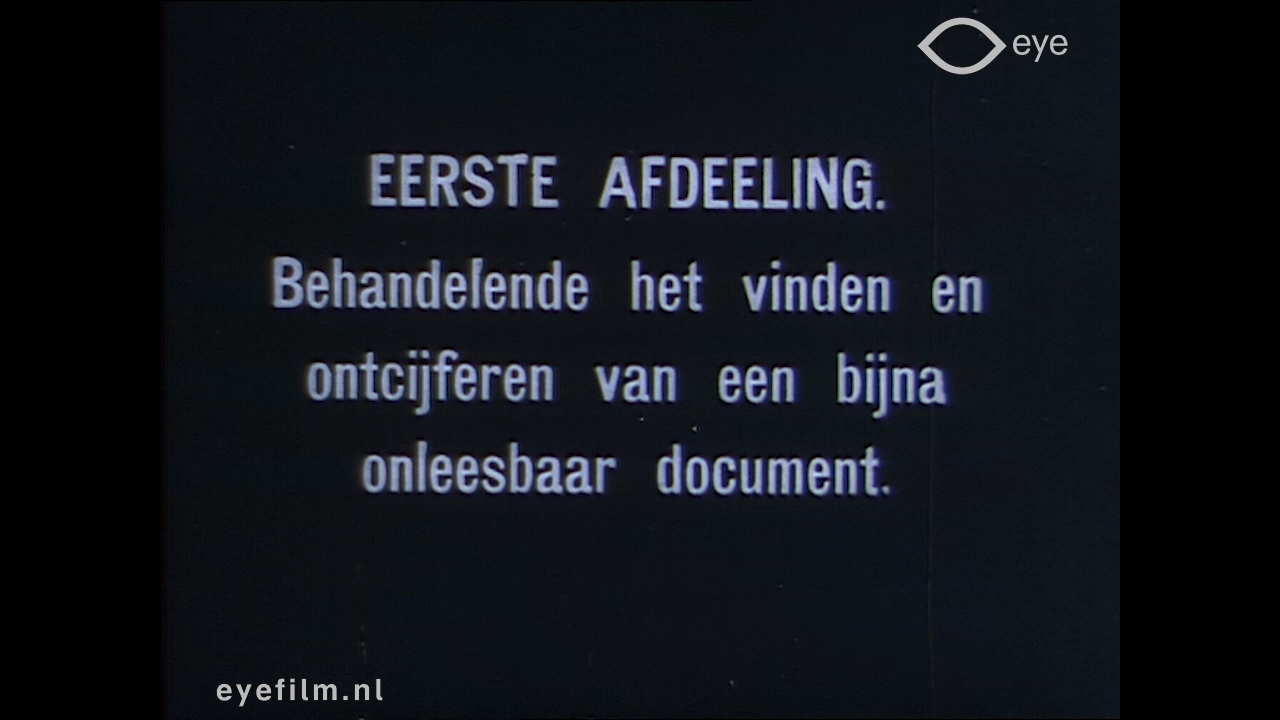 eye
EERSTE AFDEELING.
Behandelende het vinden en
ontcijferen van een bijna
onleesbaar document.
eyefilm.nl